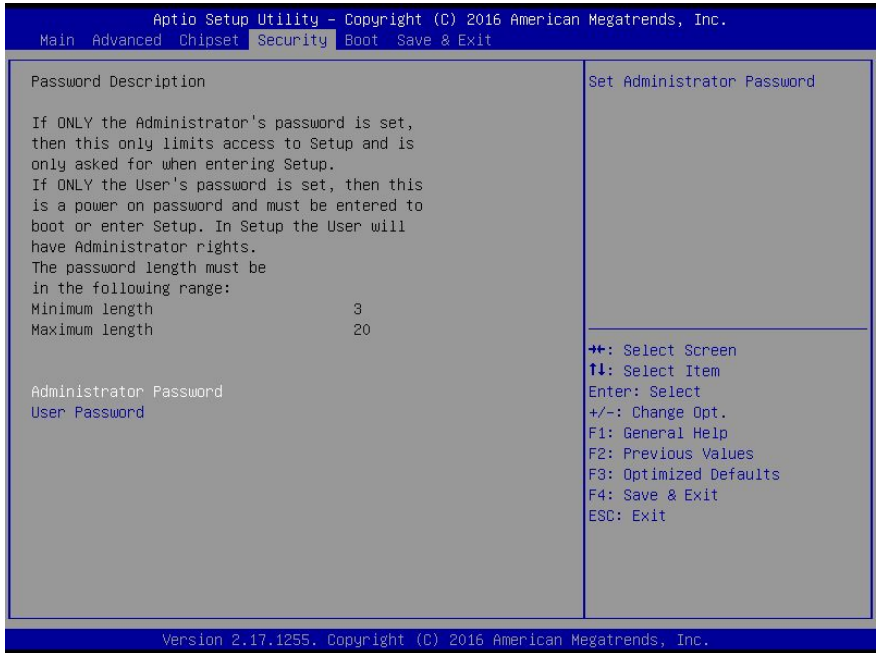 Aptio Setup Utility – Copyright (C) 2016 American Megatrends, Inc.
Main Advanced Chipset Security Boot Save & Exit
Password Description
If ONLY the Administrator's password is set,
then this only limits access to Setup and is
only asked for when entering Setup.
If ONLY the User's password is set, then this
is a power on password and must be entered to
boot or enter Setup. In Setup the User will
have Administrator rights.
The password length must be
in the following range:
Minimum length 3
Maximum length 20
Administrator Password
User Password
Set Administrator Password
→←: Select Screen
↑↓: Select Item
Enter: Select
+/-: Change Opt.
F1: General Help
F2: Previous Values
F3: Optimized Defaults
F4: Save & Exit
ESC: Exit
Version 2.17.1255. Copyright (C) 2016 American Megatrends, Inc.